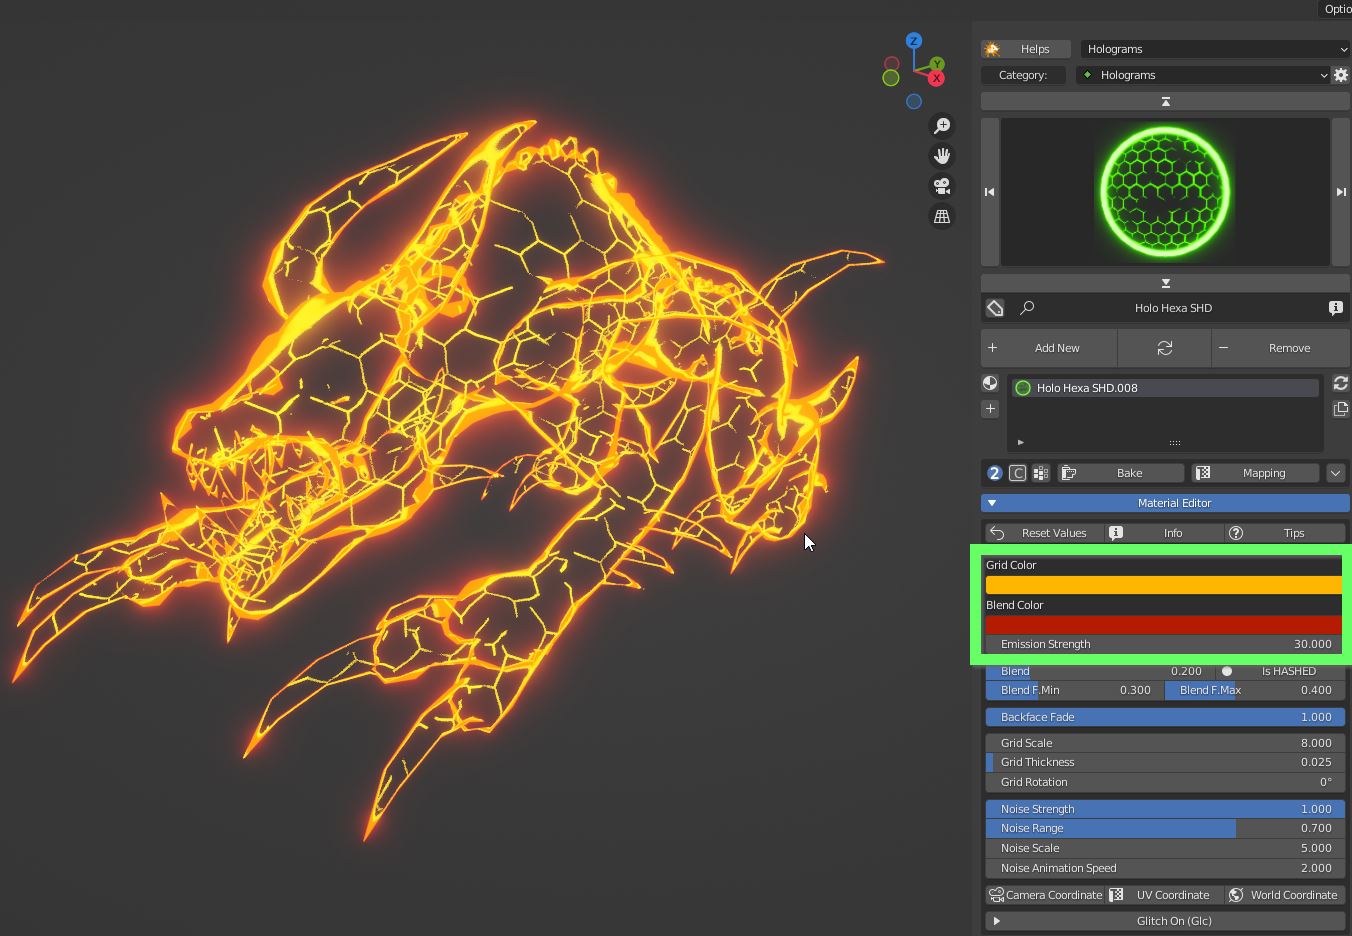 Optio
Z
Y
X
Helps
Holograms
Category:
Holograms
Holo Hexa SHD
Add New
Remove
Holo Hexa SHD.008
2
C
Bake
Mapping
Material Editor
Reset Values
Info
Tips
Grid Color
Blend Color
Emission Strength 30.000
Blend 0.200 Is HASHED
Blend F.Min 0.300 Blend F.Max 0.400
Backface Fade 1.000
Grid Scale 8.000
Grid Thickness 0.025
Grid Rotation 0°
Noise Strength 1.000
Noise Range 0.700
Noise Scale 5.000
Noise Animation Speed 2.000
Camera Coordinate UV Coordinate World Coordinate
Glitch On (Glc)